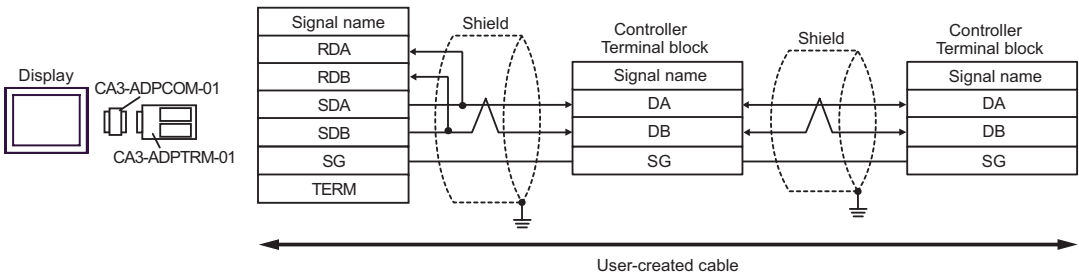 Display
CA3-ADPCOM-01
CA3-ADPTRM-01
Signal name
RDA
RDB
SDA
SDB
SG
TERM
Shield
Controller
Terminal block
Signal name
DA
DB
SG
Shield
Controller
Terminal block
Signal name
DA
DB
SG
User-created cable